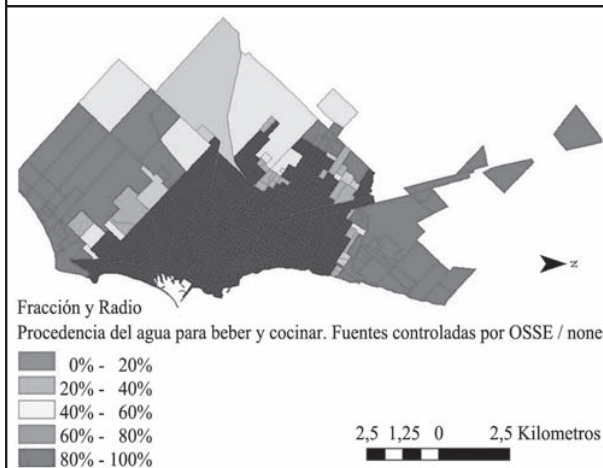 N
Fracción y Radio
Procedencia del agua para beber y cocinar. Fuentes controladas por OSSE / none
0% - 20%
20% - 40%
40% - 60%
60% - 80%
80% - 100%
2,5 1,25 0 2,5 Kilometros